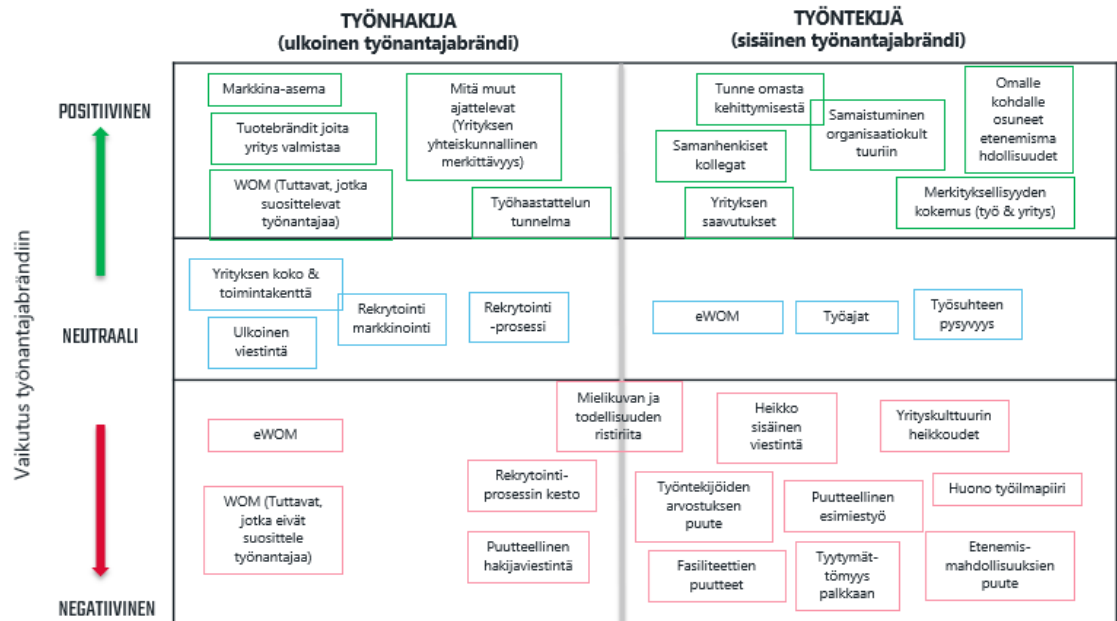 TYÖNHAKIJA
(ulkoinen työnantajabrändi)
TYÖNTEKIJÄ
(sisäinen työnantajabrändi)
Vaikutus työnantajabrändiin
POSITIIVINEN
Markkina-asema
Tuotebrändit joita
yritys valmistaa
WOM (Tuttavat, jotka
suosittelevat
työnantajaa)
Mitä muut
ajattelevat
(Yrityksen
yhteiskunnallinen
merkittävyys)
Työhaastattelun
tunnelma
Tunne omasta
kehittymisestä
Samaistuminen
organisaatiokult
tuuriin
Omalle
kohdalle
osuneet
etenemisma
hdollisuudet
Samanhenkiset
kollegat
Yrityksen
saavutukset
Merkityksellisyyden
kokemus (työ & yritys)
NEUTRAALI
Yrityksen koko &
toimintakenttä
Ulkoinen
viestintä
Rekrytointi
markkinointi
Rekrytointi
-prosessi
eWOM
Työajat
Työsuhteen
pysyvyys
NEGATIIVINEN
eWOM
WOM (Tuttavat,
jotka eivät
suosittele
työnantajaa)
Mielikuvan ja
todellisuuden
ristiriita
Rekrytointi-
prosessin kesto
Puutteellinen
hakijaviestintä
Heikko
sisäinen
viestintä
Yrityskulttuurin
heikkoudet
Työntekijöiden
arvostuksen
puute
Puutteellinen
esimiestyö
Huono työilmapiiri
Fasiliteettien
puutteet
Tyytymät-
tömyys
palkkaan
Etenemis-
mahdollisuuksien
puute